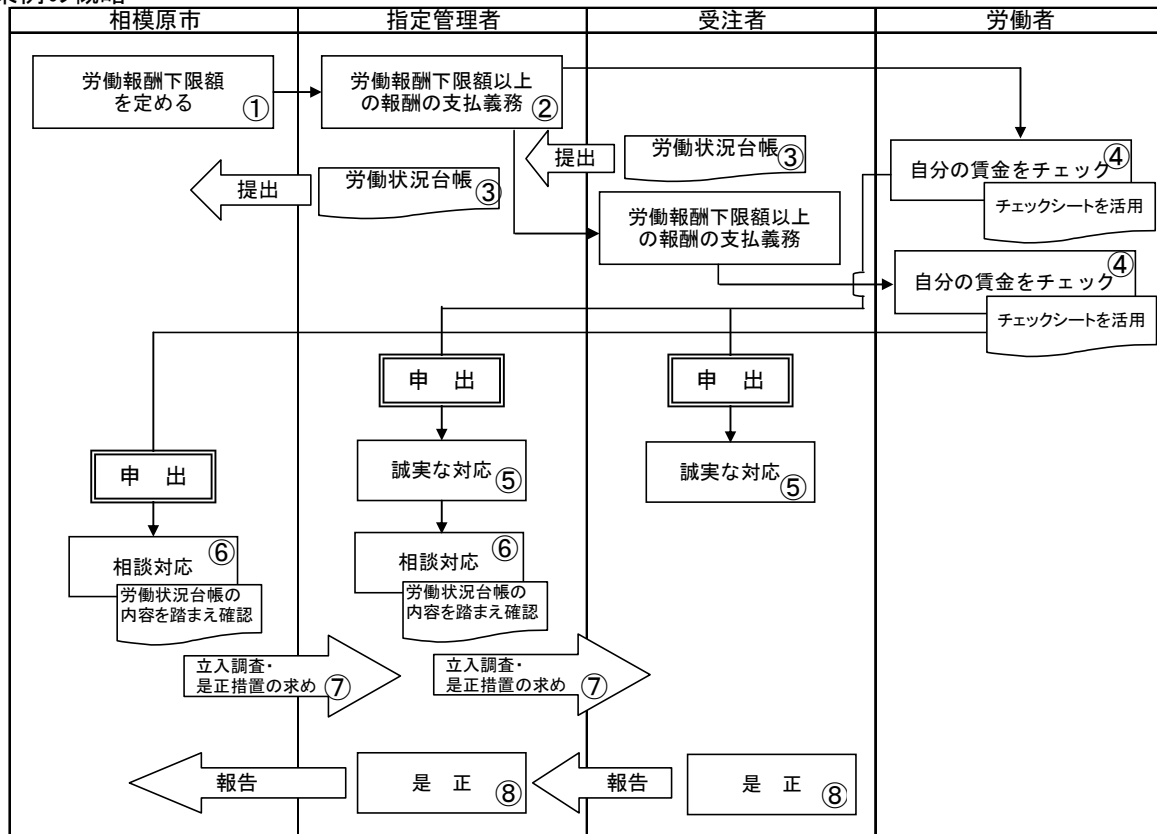 相模原市
指定管理者
受注者
労働者
労働報酬下限額
を定める
①
労働報酬下限額以上
の報酬の支払義務
②
提出
労働状況台帳
③
自分の賃金をチェック
④
チェックシートを活用
提出
労働状況台帳
③
労働報酬下限額以上
の報酬の支払義務
自分の賃金をチェック
④
チェックシートを活用
申 出
申 出
誠実な対応
⑤
誠実な対応
⑤
申 出
相談対応
⑥
労働状況台帳の
内容を踏まえ確認
相談対応
⑥
労働状況台帳の
内容を踏まえ確認
立入調査・
是正措置の求め
⑦
立入調査・
是正措置の求め
⑦
報告
是 正
⑧
報告
是 正
⑧